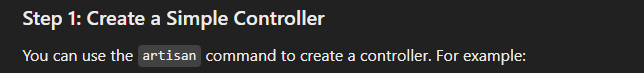 Step 1: Create a Simple Controller
You can use the artisan command to create a controller. For example: